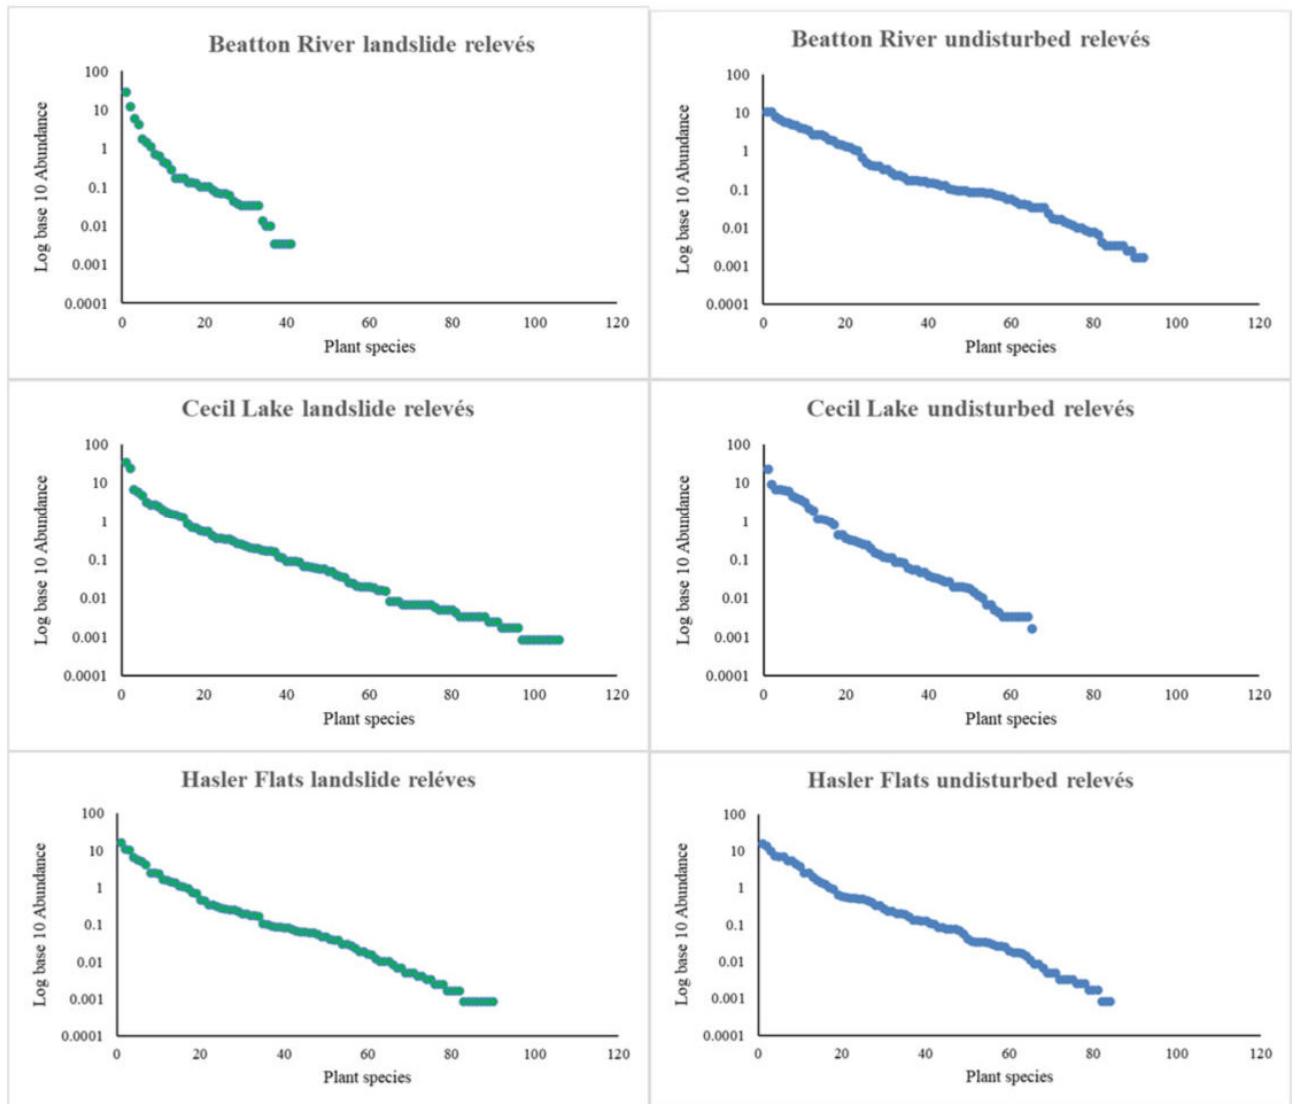 Beatton River landslide relevés
Log base 10 Abundance
100
10
1
0.1
0.01
0.001
0.0001
0 20 40 60 80 100 120
Plant species
Beatton River undisturbed relevés
Log base 10 Abundance
100
10
1
0.1
0.01
0.001
0.0001
0 20 40 60 80 100 120
Plant species
Cecil Lake landslide relevés
Log base 10 Abundance
100
10
1
0.1
0.01
0.001
0.0001
0 20 40 60 80 100 120
Plant species
Cecil Lake undisturbed relevés
Log base 10 Abundance
100
10
1
0.1
0.01
0.001
0.0001
0 20 40 60 80 100 120
Plant species
Hasler Flats landslide reléves
Log base 10 Abundance
100
10
1
0.1
0.01
0.001
0.0001
0 20 40 60 80 100 120
Plant species
Hasler Flats undisturbed relevés
Log base 10 Abundance
100
10
1
0.1
0.01
0.001
0.0001
0 20 40 60 80 100 120
Plant species